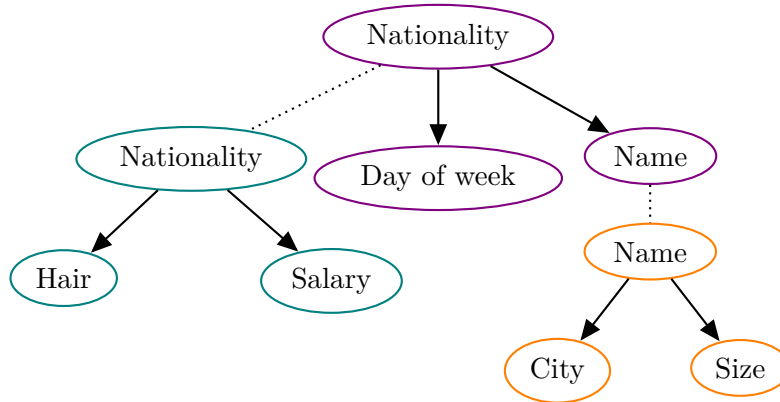 Nationality
Nationality
Day of week
Name
Name
Hair
Salary
City
Size